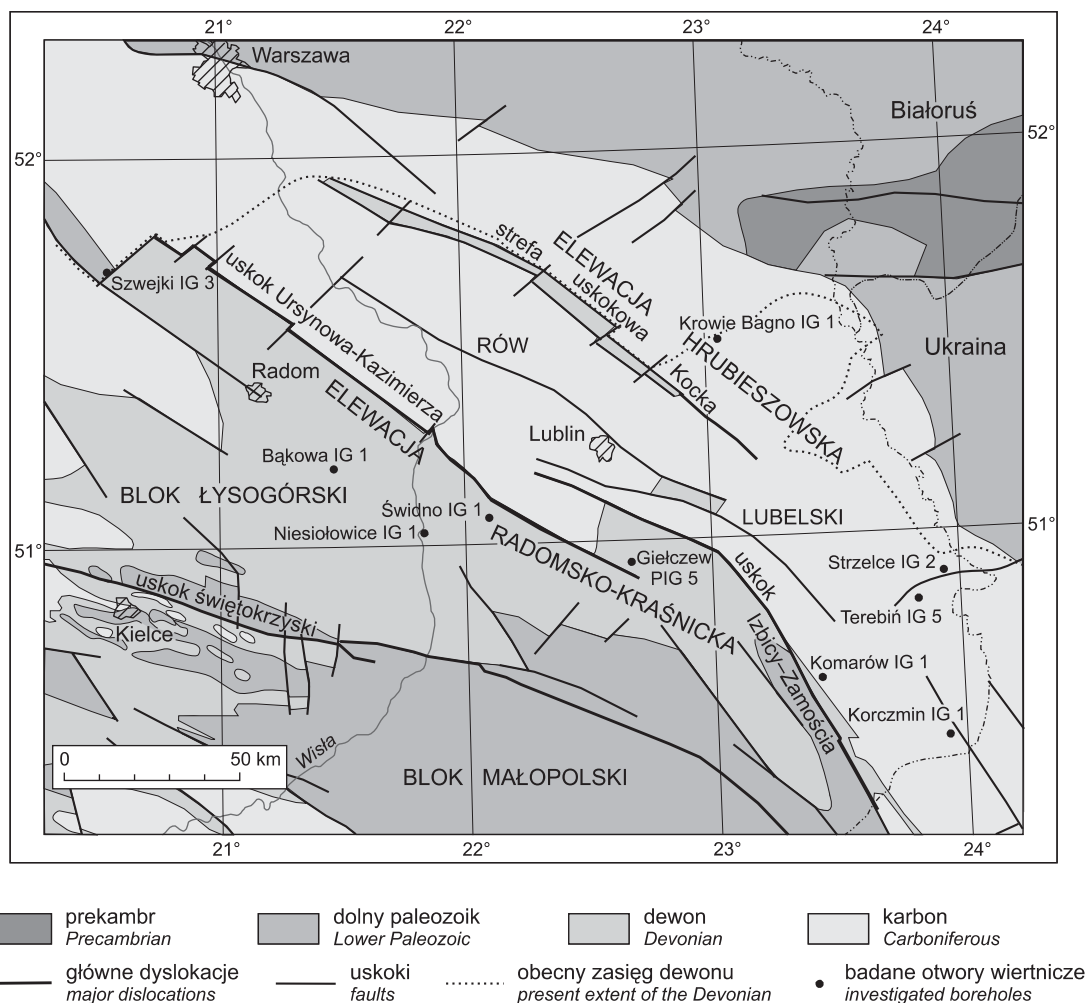 21°
22°
23°
24°
Warszawa
Białoruś
52°
52°
strefa
ELEWACJA
uskokowa
Szwejki IG 3
uskok Ursynowa-Kazimierza
Krowie Bagno IG 1
HRUBIESZOWSKA
Ukraina
RÓW
Radom
Kocka
ELEWACJA
Lublin
Bąkowa IG 1
BLOK ŁYSOGÓRSKI
Świdno IG 1
LUBELSKI
51°
Niesiołowice IG 1
51°
RADOMSKO-KRAŚNICKA
Giełczew
PIG 5
uskok
Strzelce IG 2
uskok świętokrzyski
Terebiń IG 5
Kielce
Izbicy-Zamościa
Komarów IG 1
Korczmin IG 1
Wisła
0
50 km
BLOK MAŁOPOLSKI
21°
22°
23°
24°
prekambr
Precambrian
dolny paleozoik
Lower Paleozoic
dewon
Devonian
karbon
Carboniferous
główne dyslokacje
major dislocations
uskoki
faults
obecny zasięg dewonu
present extent of the Devonian
badane otwory wiertnicze
investigated boreholes